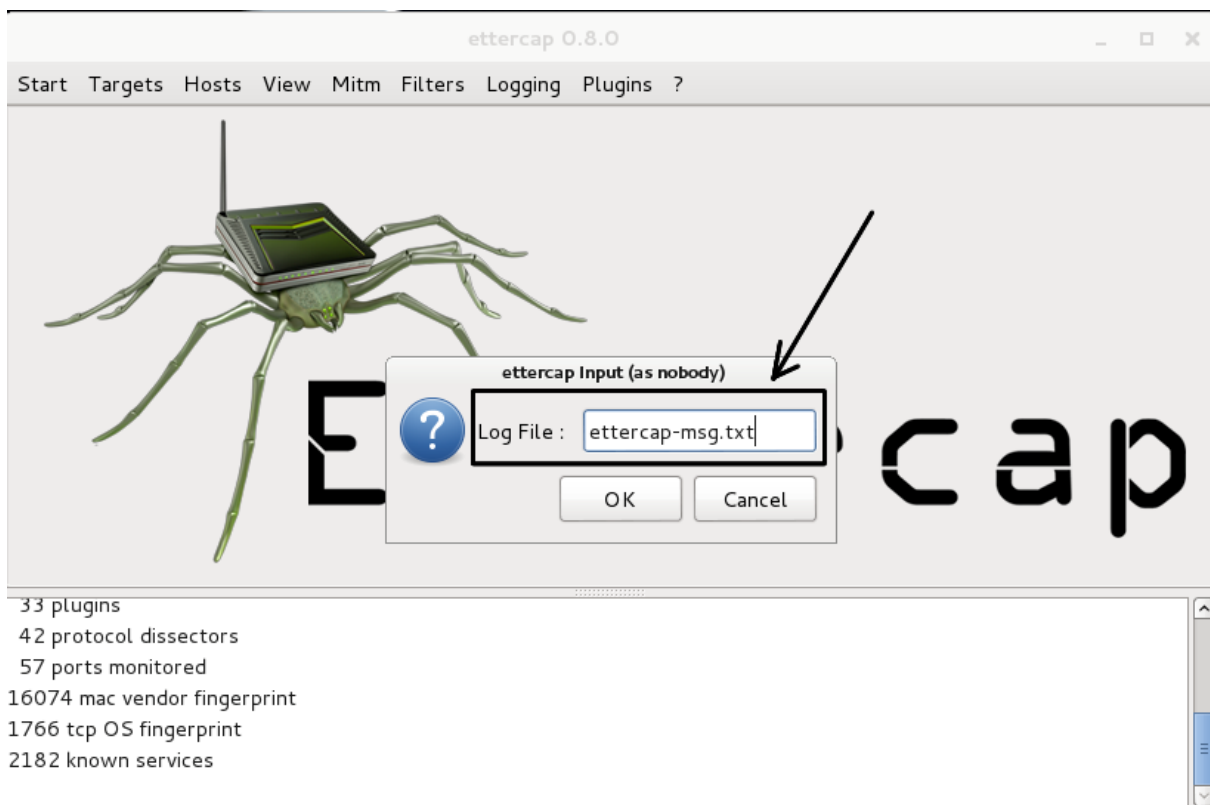 ettercap 0.8.0
Start Targets Hosts View Mitm Filters Logging Plugins ?
E cap
ettercap Input (as nobody)
Log File : ettercap-msg.txt
OK Cancel
33 plugins
42 protocol dissectors
57 ports monitored
16074 mac vendor fingerprint
1766 tcp OS fingerprint
2182 known services